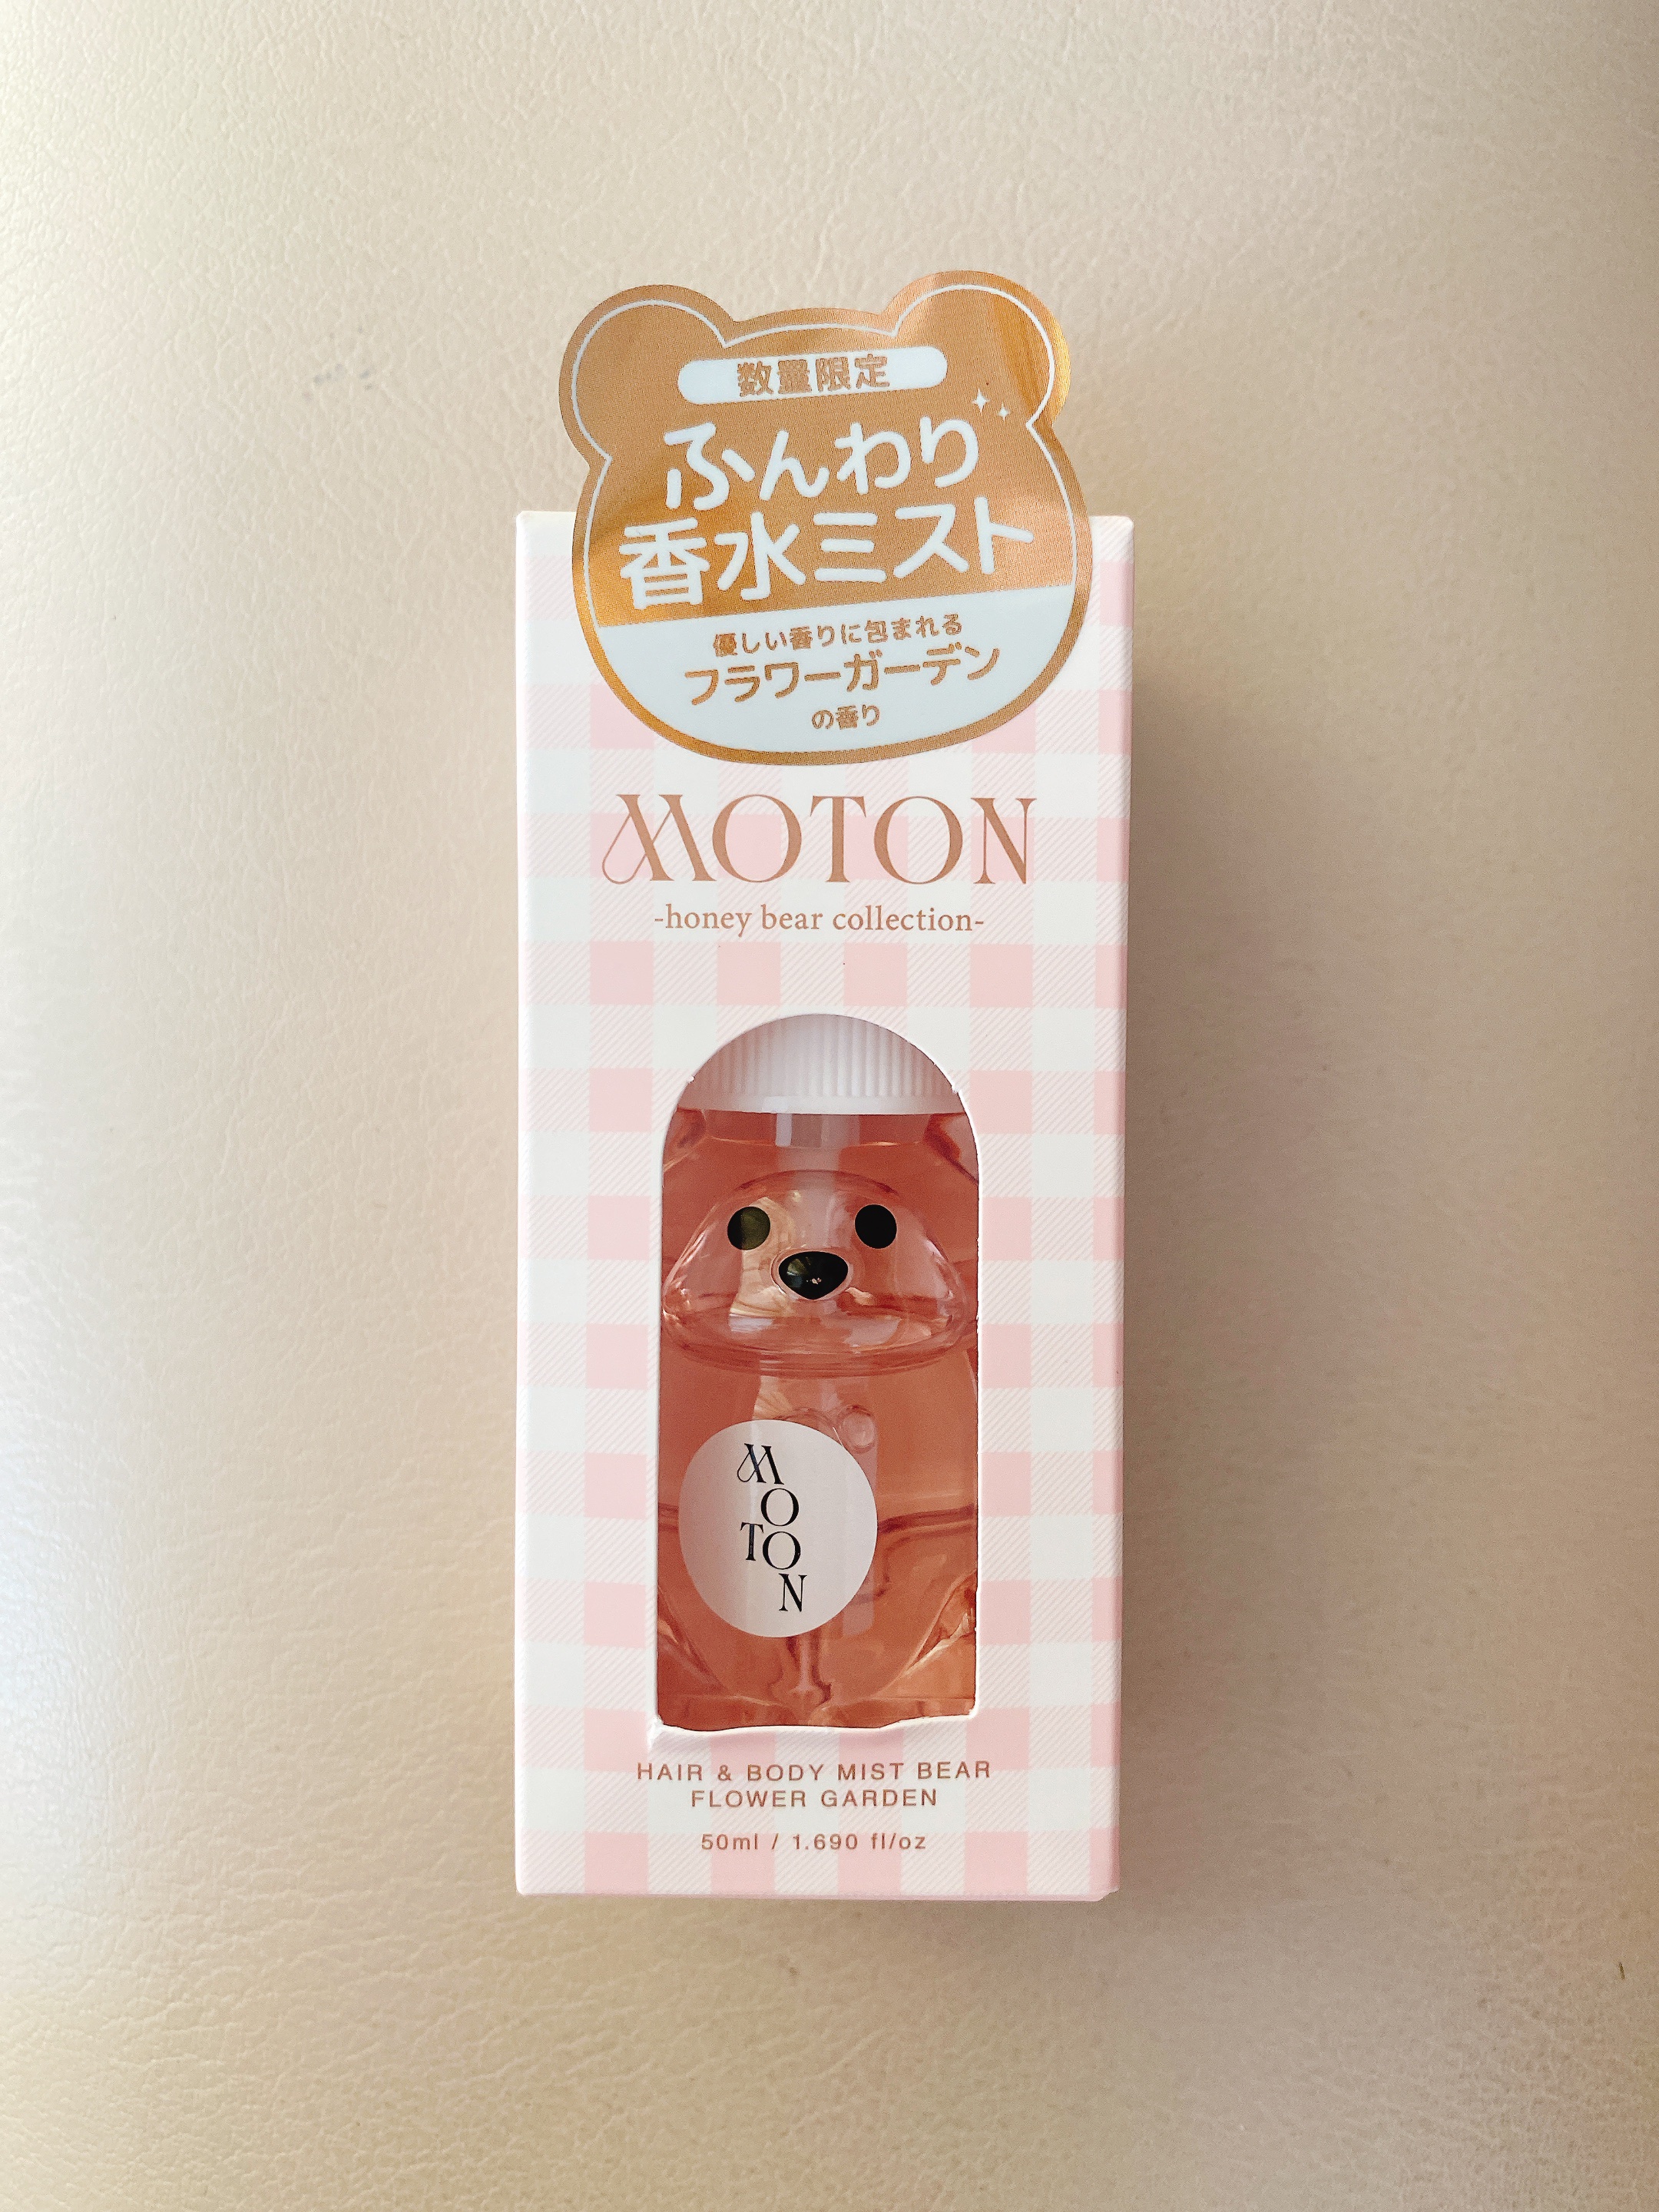 数量限定
ふんわり
香水ミスト
優しい香りに包まれる
フラワーガーデン
の香り
MOTON
-honey bear collection-
M
O
TO
N
HAIR & BODY MIST BEAR
FLOWER GARDEN
50ml / 1.690 fl/oz